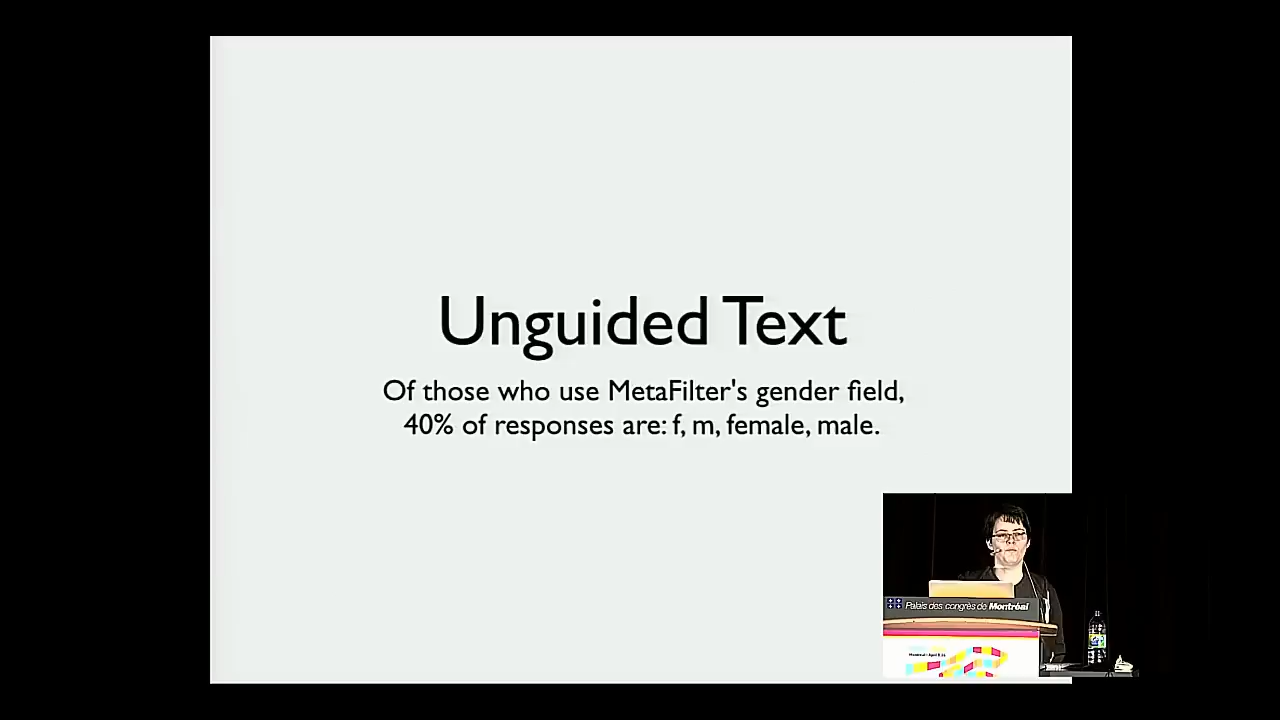 Unguided Text
Of those who use MetaFilter's gender field,
40% of responses are: f, m, female, male.
Palais des congrès de Montréal